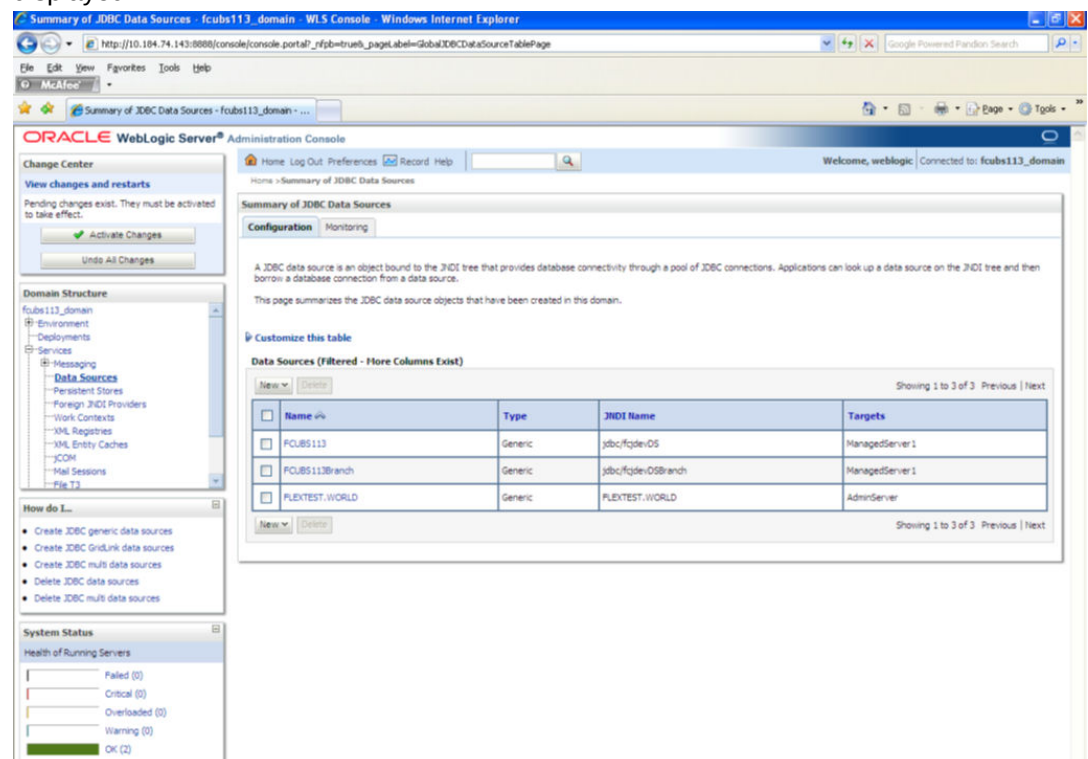 Summary of JDBC Data Sources - fcubs113_domain - WLS Console - Windows Internet Explorer
http://10.184.74.143:8888/console/console.portal?_nfpb=true&_pageLabel=GlobalJDBCDataSourceTablePage
Google Powered Pandion Search
File Edit View Favorites Tools Help
McAfee
Summary of JDBC Data Sources - fcubs113_domain - ...
Page Tools
ORACLE WebLogic Server® Administration Console
Change Center
View changes and restarts
Pending changes exist. They must be activated
to take effect.
Activate Changes
Undo All Changes
Domain Structure
fcubs113_domain
Environment
Deployments
Services
Messaging
Data Sources
Persistent Stores
Foreign JNDI Providers
Work Contexts
XML Registries
XML Entity Caches
jCOM
Mail Sessions
File T3
How do I...
Create JDBC generic data sources
Create JDBC GridLink data sources
Create JDBC multi data sources
Delete JDBC data sources
Delete JDBC multi data sources
System Status
Health of Running Servers
Failed (0)
Critical (0)
Overloaded (0)
Warning (0)
OK (2)
Home Log Out Preferences Record Help
Welcome, weblogic Connected to: fcubs113_domain
Home >Summary of JDBC Data Sources
Summary of JDBC Data Sources
Configuration Monitoring
A JDBC data source is an object bound to the JNDI tree that provides database connectivity through a pool of JDBC connections. Applications can look up a data source on the JNDI tree and then
borrow a database connection from a data source.
This page summarizes the JDBC data source objects that have been created in this domain.
Customize this table
Data Sources (Filtered - More Columns Exist)
New Delete Showing 1 to 3 of 3 Previous | Next
Name Type JNDI Name Targets
FCUBS113 Generic jdbc/fcjdevDS ManagedServer1
FCUBS113Branch Generic jdbc/fcjdevDSBranch ManagedServer1
FLEXTEST.WORLD Generic FLEXTEST.WORLD AdminServer
New Delete Showing 1 to 3 of 3 Previous | Next